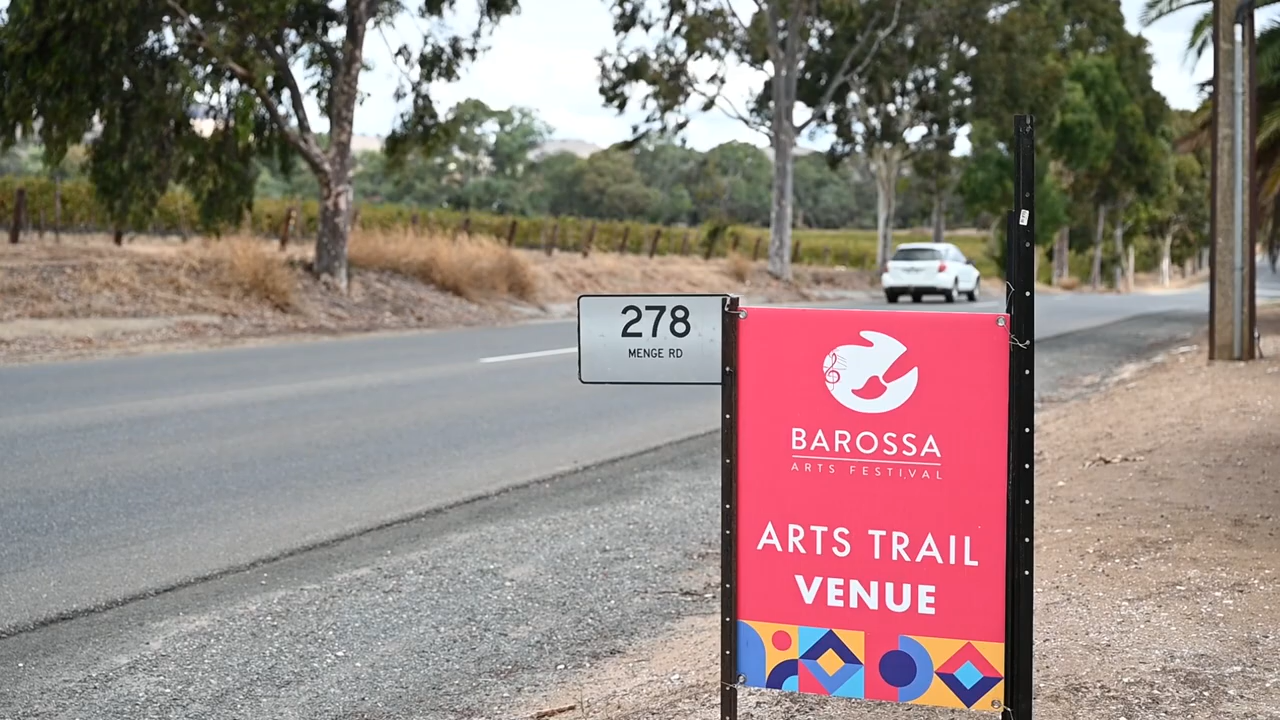 278
MENGE RD
BAROSSA
ARTS FESTIVAL
ARTS TRAIL
VENUE